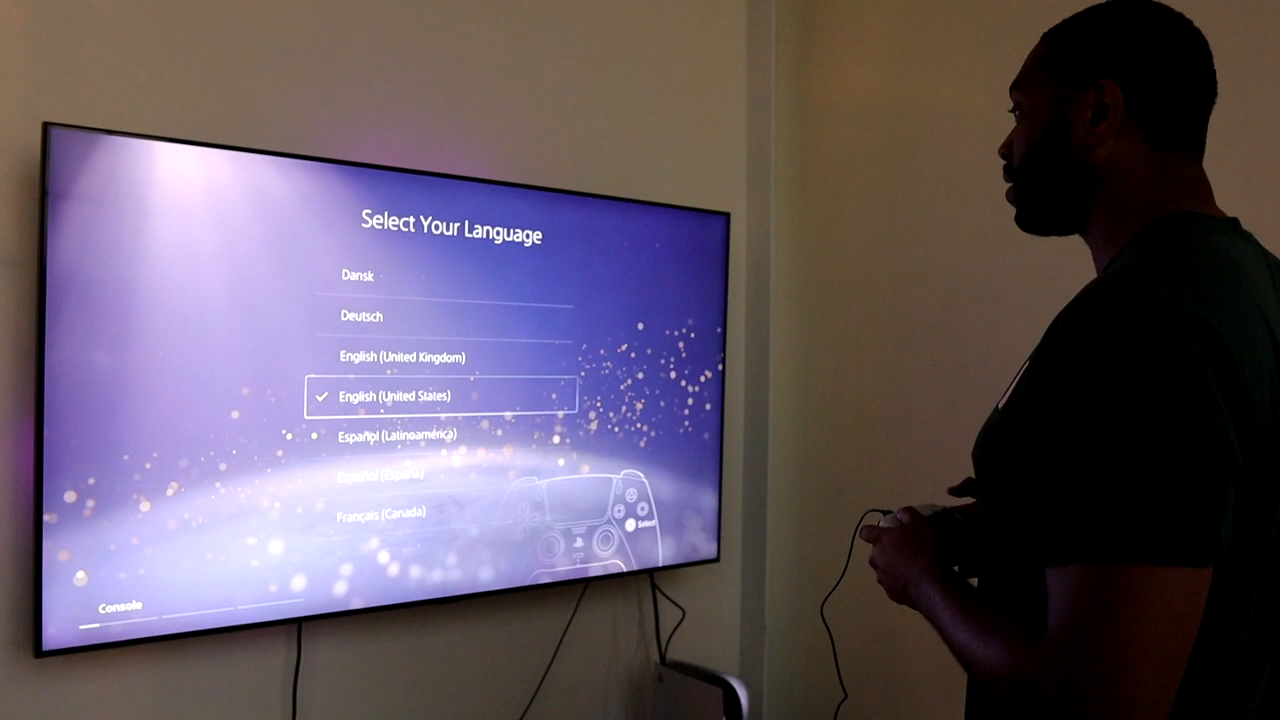 Select Your Language
Dansk
Deutsch
English (United Kingdom)
English (United States)
Español (Latinoamérica)
Español (España)
Français (Canada)
Select
Console